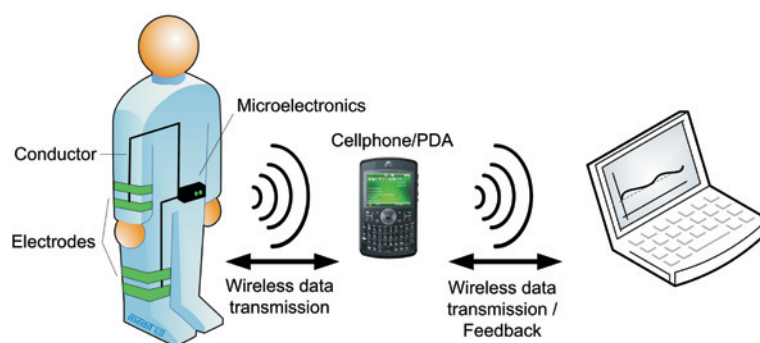 Microelectronics
Cellphone/PDA
Conductor
Electrodes
Wireless data
transmission
Wireless data
transmission /
Feedback